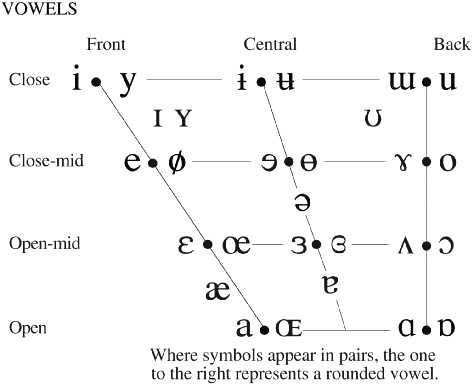 VOWELS
Front Central Back
Close i y ɨ ʉ ɯ u
ɪ ʏ ʊ
Close-mid e ø ɘ ɵ ɤ o
ə
Open-mid ɛ œ ɜ ɞ ʌ ɔ
æ ɐ
Open a ɶ ɑ ɒ
Where symbols appear in pairs, the one
to the right represents a rounded vowel.